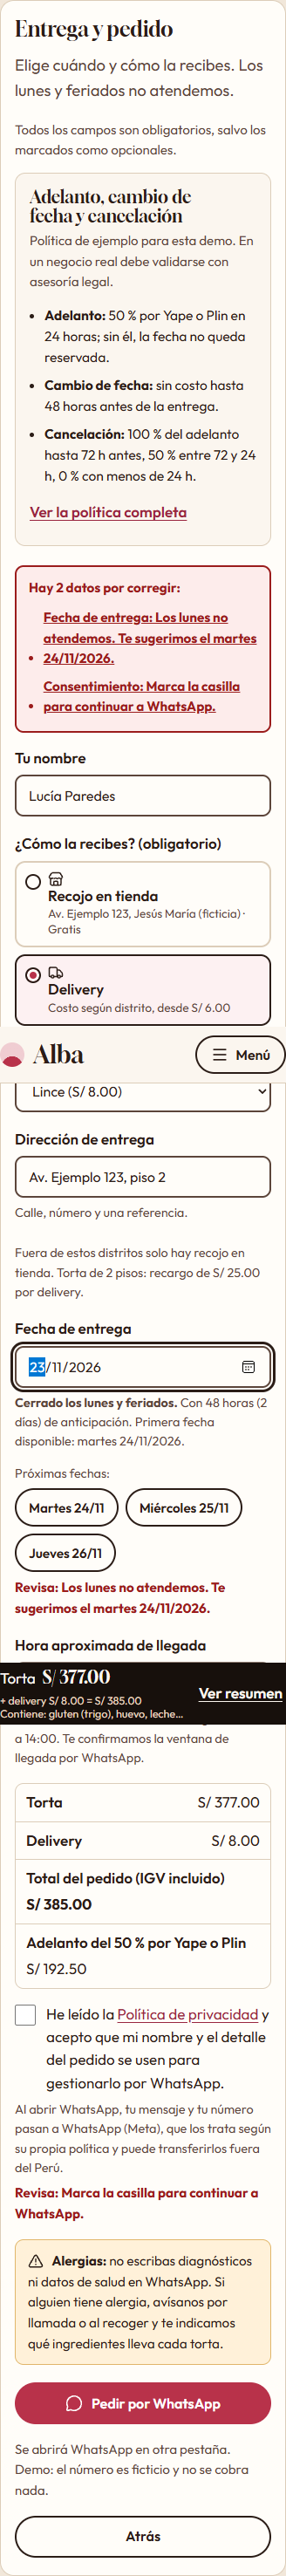 Entrega y pedido
Elige cuándo y cómo la recibes. Los
lunes y feriados no atendemos.
Todos los campos son obligatorios, salvo los
marcados como opcionales.
Adelanto, cambio de
fecha y cancelación
Política de ejemplo para esta demo. En
un negocio real debe validarse con
asesoría legal.
• Adelanto: 50 % por Yape o Plin en
24 horas; sin él, la fecha no queda
reservada.
• Cambio de fecha: sin costo hasta
48 horas antes de la entrega.
• Cancelación: 100 % del adelanto
hasta 72 h antes, 50 % entre 72 y 24
h, 0 % con menos de 24 h.
Ver la política completa
Hay 2 datos por corregir:
Fecha de entrega: Los lunes no
atendemos. Te sugerimos el martes
• 24/11/2026.
Consentimiento: Marca la casilla
• para continuar a WhatsApp.
Tu nombre
Lucía Paredes
¿Cómo la recibes? (obligatorio)
Recojo en tienda
Av. Ejemplo 123, Jesús María (ficticia) ·
Gratis
Delivery
Costo según distrito, desde S/ 6.00
Alba
Menú
Lince (S/ 8.00)
Dirección de entrega
Av. Ejemplo 123, piso 2
Calle, número y una referencia.
Fuera de estos distritos solo hay recojo en
tienda. Torta de 2 pisos: recargo de S/ 25.00
por delivery.
Fecha de entrega
23/11/2026
Cerrado los lunes y feriados. Con 48 horas (2
días) de anticipación. Primera fecha
disponible: martes 24/11/2026.
Próximas fechas:
Martes 24/11
Miércoles 25/11
Jueves 26/11
Revisa: Los lunes no atendemos. Te
sugerimos el martes 24/11/2026.
Hora aproximada de llegada
Torta S/ 377.00
+ delivery S/ 8.00 = S/ 385.00
Contiene: gluten (trigo), huevo, leche...
Ver resumen
a 14:00. Te confirmamos la ventana de
llegada por WhatsApp.
Torta S/ 377.00
Delivery S/ 8.00
Total del pedido (IGV incluido)
S/ 385.00
Adelanto del 50 % por Yape o Plin
S/ 192.50
He leído la Política de privacidad y
acepto que mi nombre y el detalle
del pedido se usen para
gestionarlo por WhatsApp.
Al abrir WhatsApp, tu mensaje y tu número
pasan a WhatsApp (Meta), que los trata según
su propia política y puede transferirlos fuera
del Perú.
Revisa: Marca la casilla para continuar a
WhatsApp.
Alergias: no escribas diagnósticos
ni datos de salud en WhatsApp. Si
alguien tiene alergia, avísanos por
llamada o al recoger y te indicamos
qué ingredientes lleva cada torta.
Pedir por WhatsApp
Se abrirá WhatsApp en otra pestaña.
Demo: el número es ficticio y no se cobra
nada.
Atrás